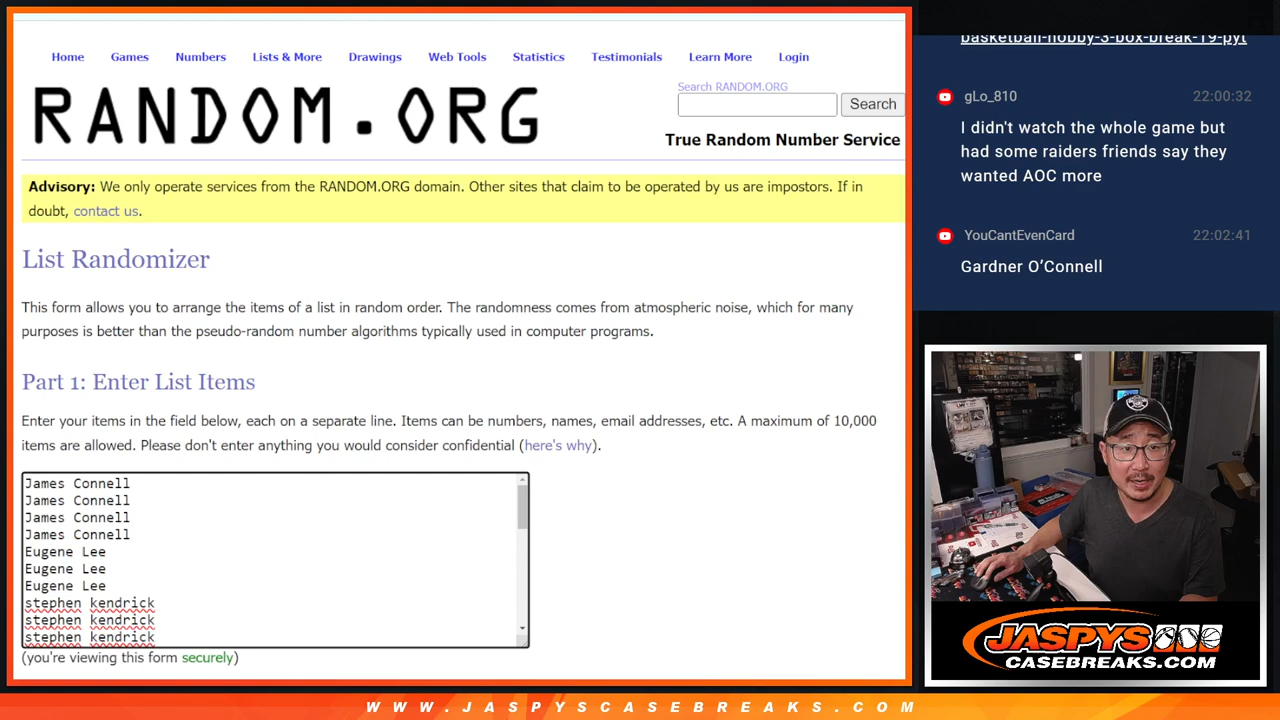 Home Games Numbers Lists & More Drawings Web Tools Statistics Testimonials Learn More Login
RANDOM.ORG
Search RANDOM.ORG
Search
True Random Number Service
Advisory: We only operate services from the RANDOM.ORG domain. Other sites that claim to be operated by us are impostors. If in
doubt, contact us.
List Randomizer
This form allows you to arrange the items of a list in random order. The randomness comes from atmospheric noise, which for many
purposes is better than the pseudo-random number algorithms typically used in computer programs.
Part 1: Enter List Items
Enter your items in the field below, each on a separate line. Items can be numbers, names, email addresses, etc. A maximum of 10,000
items are allowed. Please don't enter anything you would consider confidential (here's why).
James Connell
James Connell
James Connell
James Connell
Eugene Lee
Eugene Lee
Eugene Lee
stephen kendrick
stephen kendrick
stephen kendrick
(you're viewing this form securely)
basketball-hobby-3-box-break-19-pyt
gLo_810 22:00:32
I didn't watch the whole game but
had some raiders friends say they
wanted AOC more
YouCantEvenCard 22:02:41
Gardner O’Connell
JASPYS
CASEBREAKS.COM
WWW.JASPYSCASEBREAKS.COM